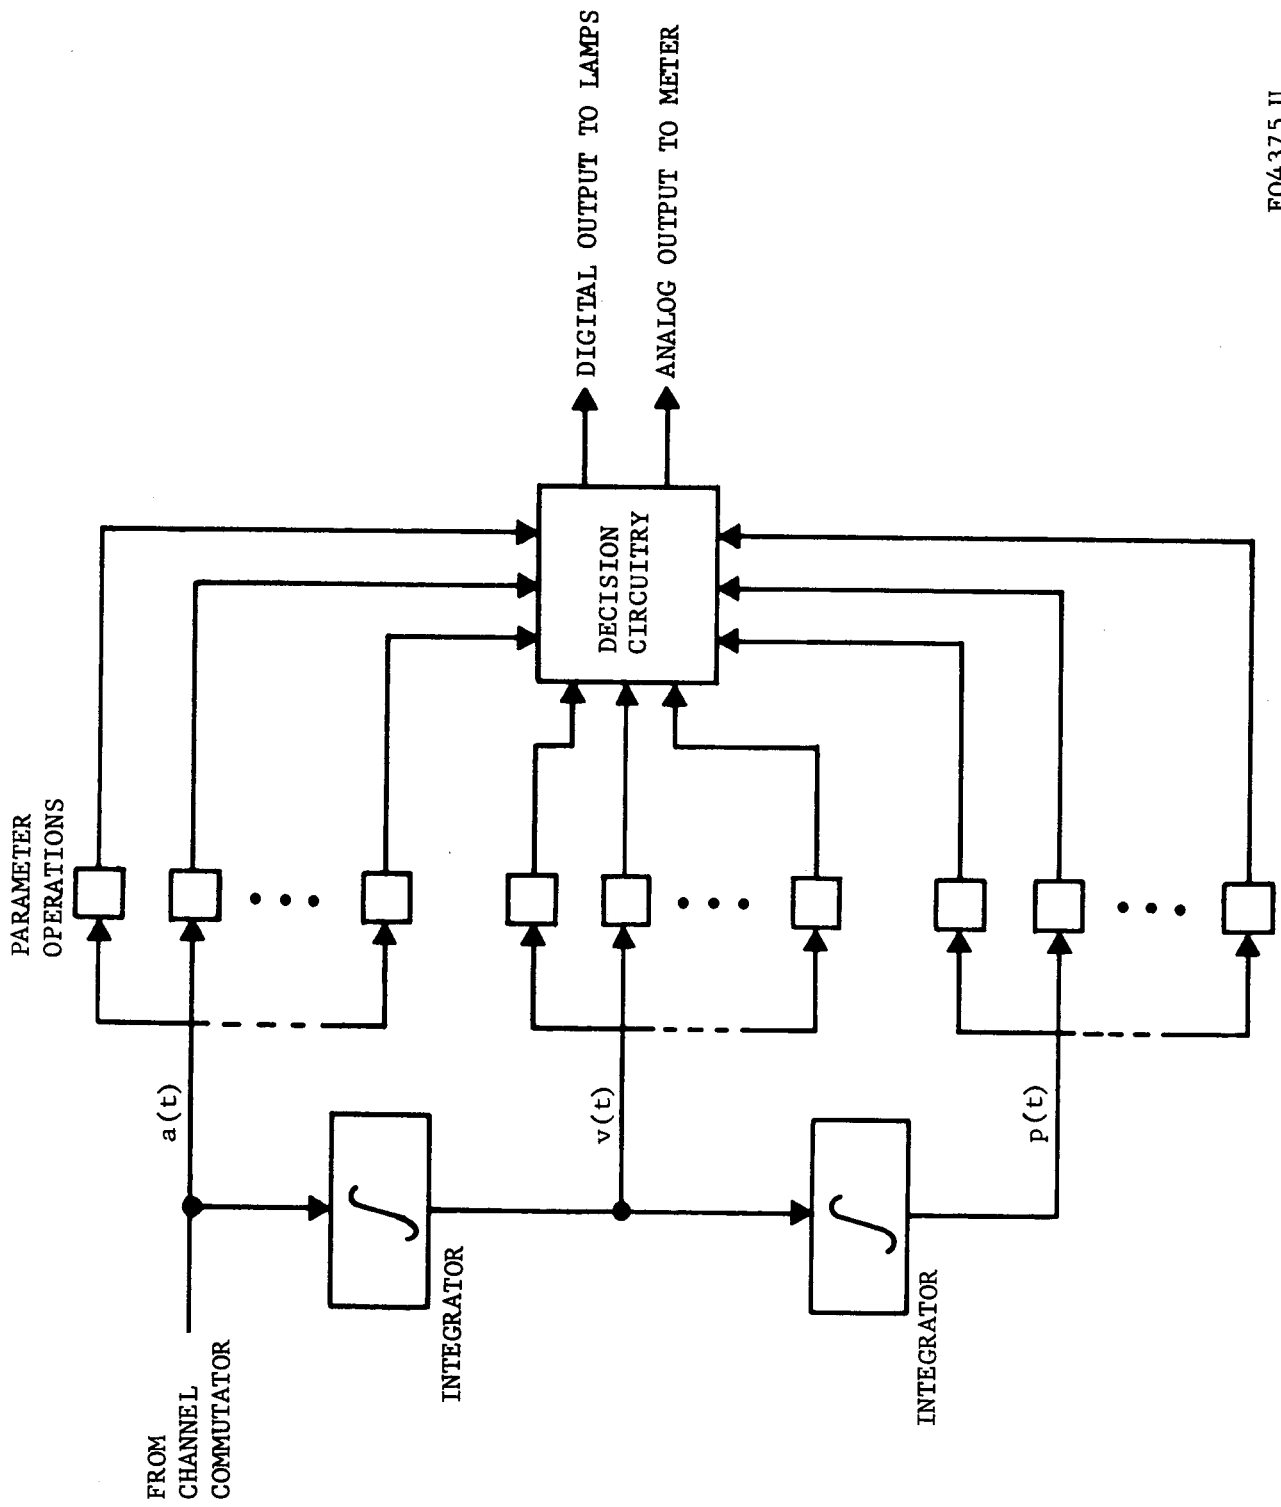 FROM
CHANNEL
COMMUTATOR
a(t)
PARAMETER
OPERATIONS
INTEGRATOR
v(t)
INTEGRATOR
p(t)
DECISION
CIRCUITRY
DIGITAL OUTPUT TO LAMPS
ANALOG OUTPUT TO METER